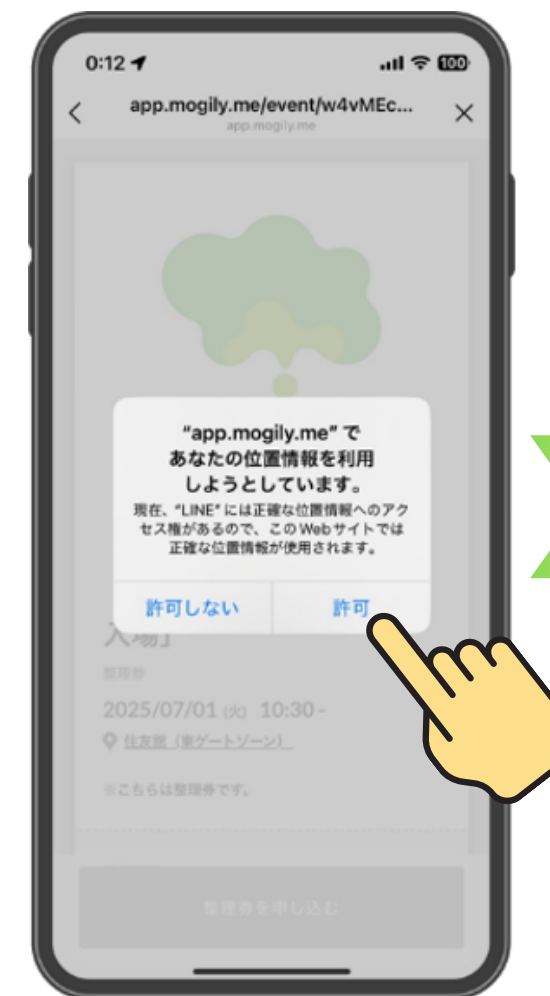 0:12
100
app.mogily.me/event/w4vMEc...
app.mogily.me
“app.mogily.me” で
あなたの位置情報を利用
しようとしています。
現在、“LINE” には正確な位置情報へのアク
セス権があるので、このWebサイトでは
正確な位置情報が使用されます。
許可しない
許可
入場」
整理券
2025/07/01 (火) 10:30 -
住友館（東ゲートゾーン）
※こちらは整理券です。
整理券を申し込む